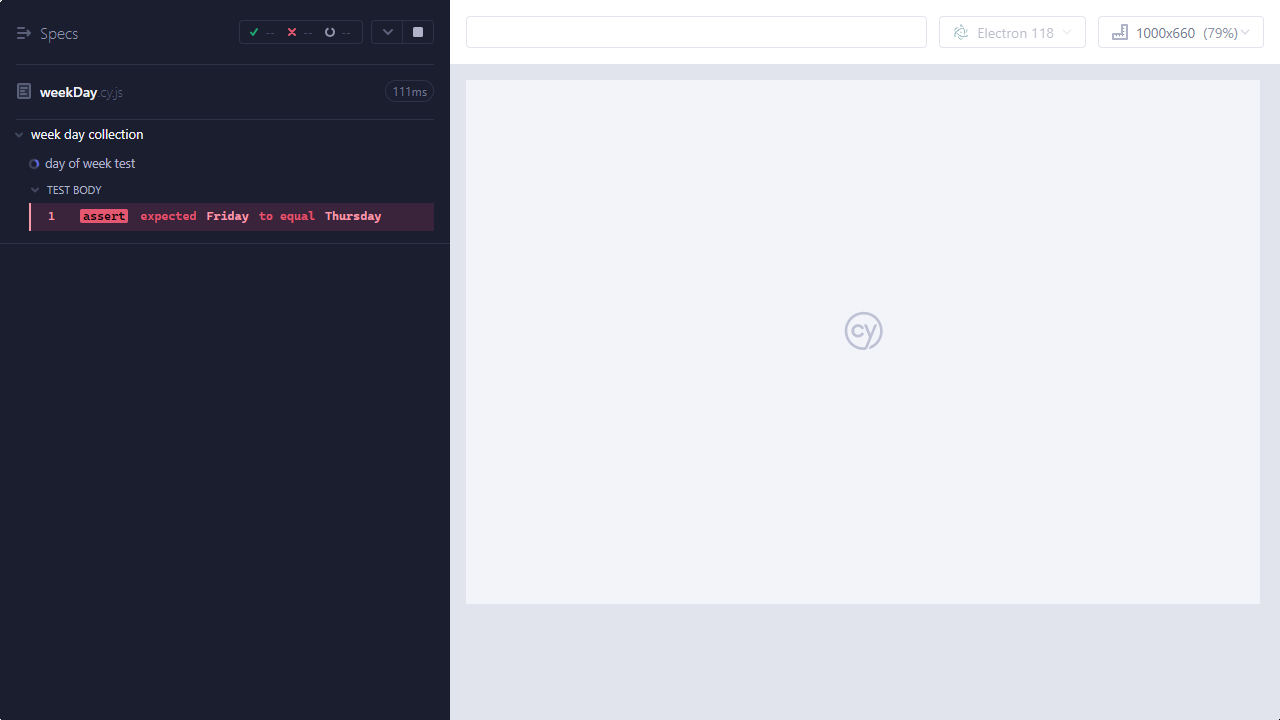 Specs
-- -- --
weekDay.cy.js
111ms
week day collection
day of week test
TEST BODY
1 assert expected Friday to equal Thursday
Electron 118
1000x660 (79%)
cy